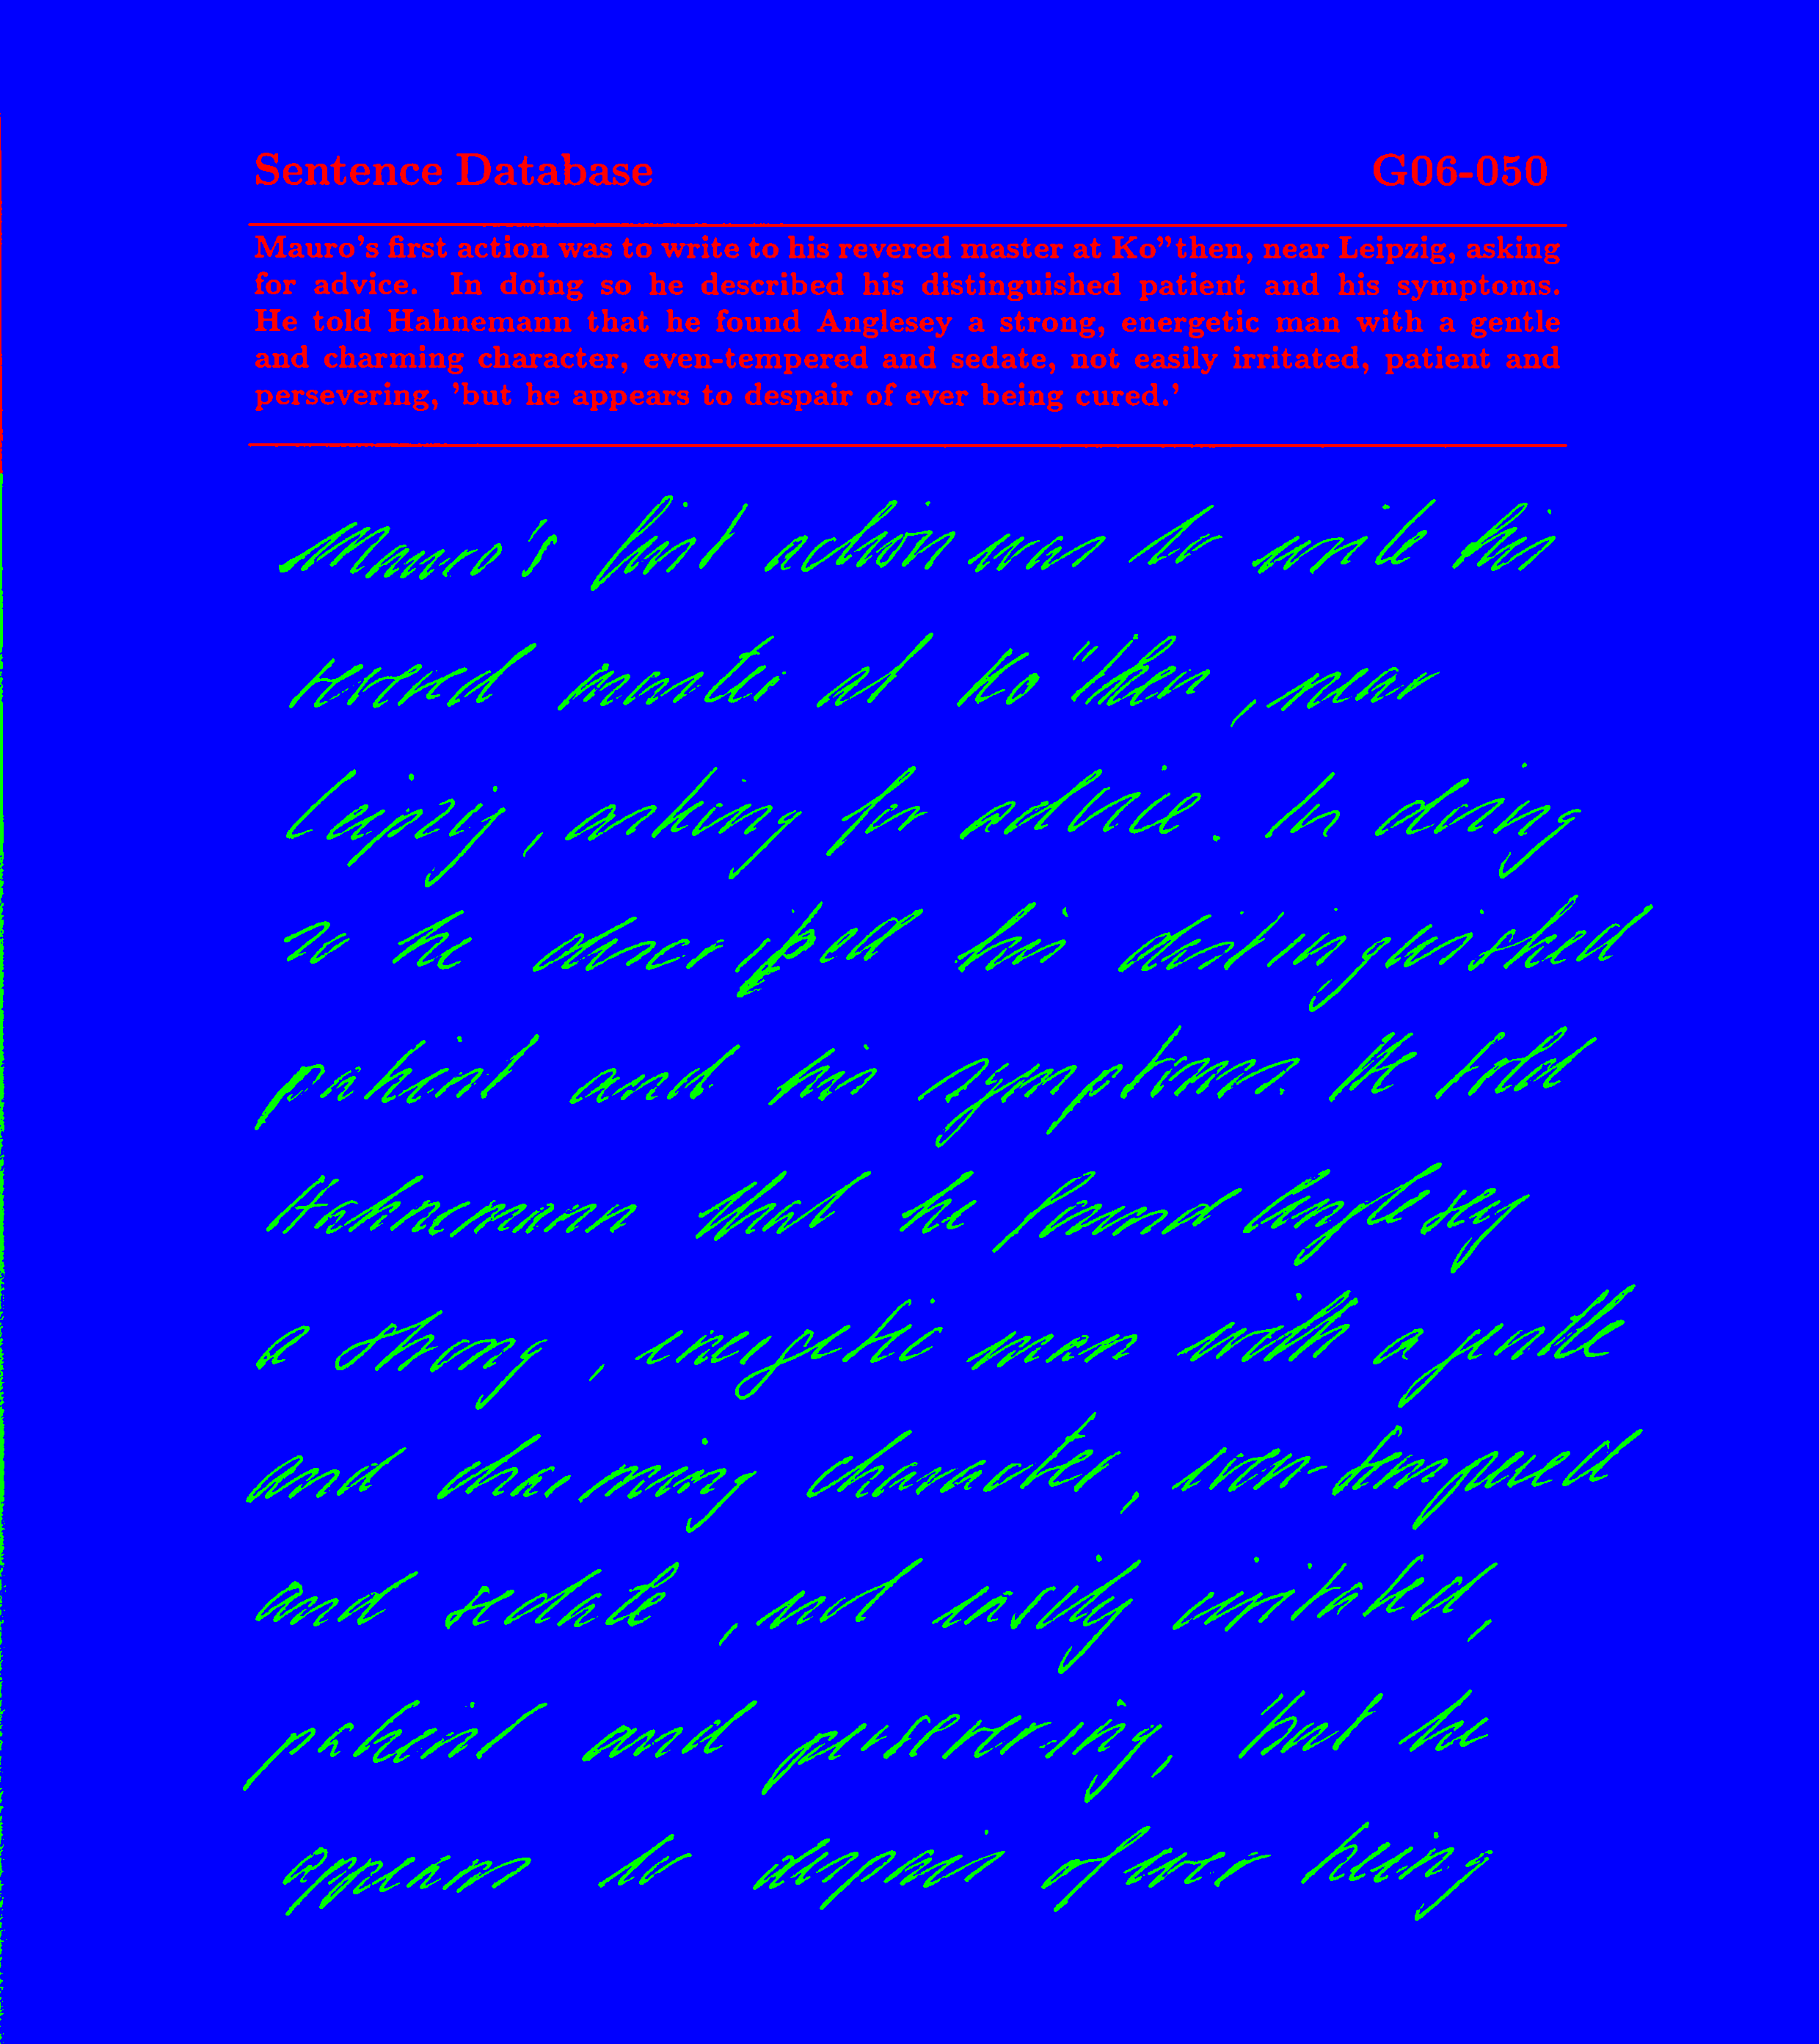 Sentence Database G06-050
Mauro's first action was to write to his revered master at Ko"then, near Leipzig, asking
for advice. In doing so he described his distinguished patient and his symptoms.
He told Hahnemann that he found Anglesey a strong, energetic man with a gentle
and charming character, even-tempered and sedate, not easily irritated, patient and
persevering, 'but he appears to despair of ever being cured.'
Mauro's first action was to write his
revered master at Ko"then, near
Leipzig, asking for advice. In doing
so he described his distinguished
patient and his symptoms. He told
Hahnemann that he found Anglesey
a strong, energetic man with a gentle
and charming character, even-tempered
and sedate, not easily irritated,
patient and persevering, 'but he
appears to despair of ever being